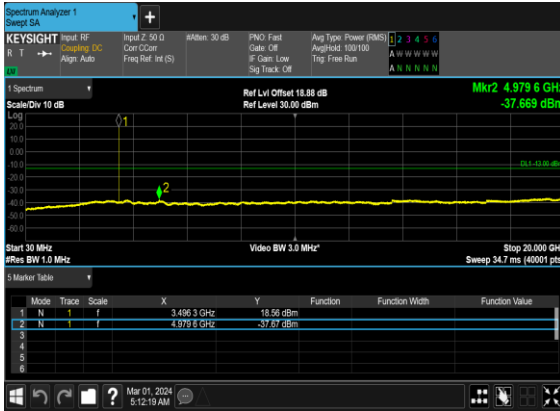 Spectrum Analyzer 1
Swept SA
+
KEYSIGHT Input: RF Input Z: 50 Ω #Atten: 30 dB PNO: Fast Avg Type: Power (RMS) 1 2 3 4 5 6
R T Coupling: DC Corr CCorr Gate: Off Avg|Hold: 100/100 A W W W W W
Align: Auto Freq Ref: Int (S) IF Gain: Low Trig: Free Run
Sig Track: Off A N N N N N
1 Spectrum Ref Lvl Offset 18.88 dB Mkr2 4.979 6 GHz
Scale/Div 10 dB Ref Level 30.00 dBm -37.669 dBm
Log
20.0
10.0
0.00
-10.0
-20.0
-30.0
-40.0
-50.0
-60.0
1
2
DL1 -13.00 dBm
Start 30 MHz Video BW 3.0 MHz* Stop 20.000 GH
#Res BW 1.0 MHz Sweep 34.7 ms (40001 pts
5 Marker Table
Mode Trace Scale X Y Function Function Width Function Value
1 N 1 f 3.496 3 GHz 18.56 dBm
2 N 1 f 4.979 6 GHz -37.67 dBm
3
4
5
6
? Mar 01, 2024
5:12:19 AM